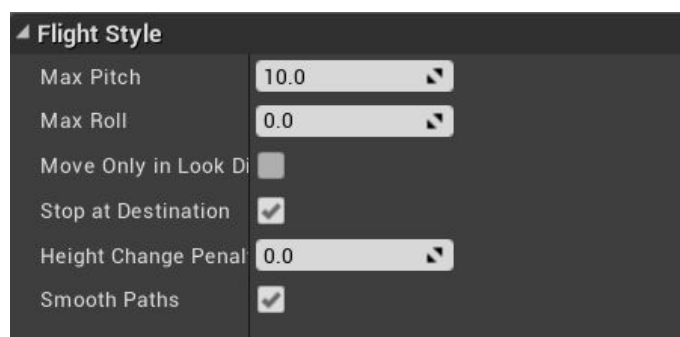 Flight Style
Max Pitch 10.0
Max Roll 0.0
Move Only in Look Di
Stop at Destination
Height Change Penal 0.0
Smooth Paths